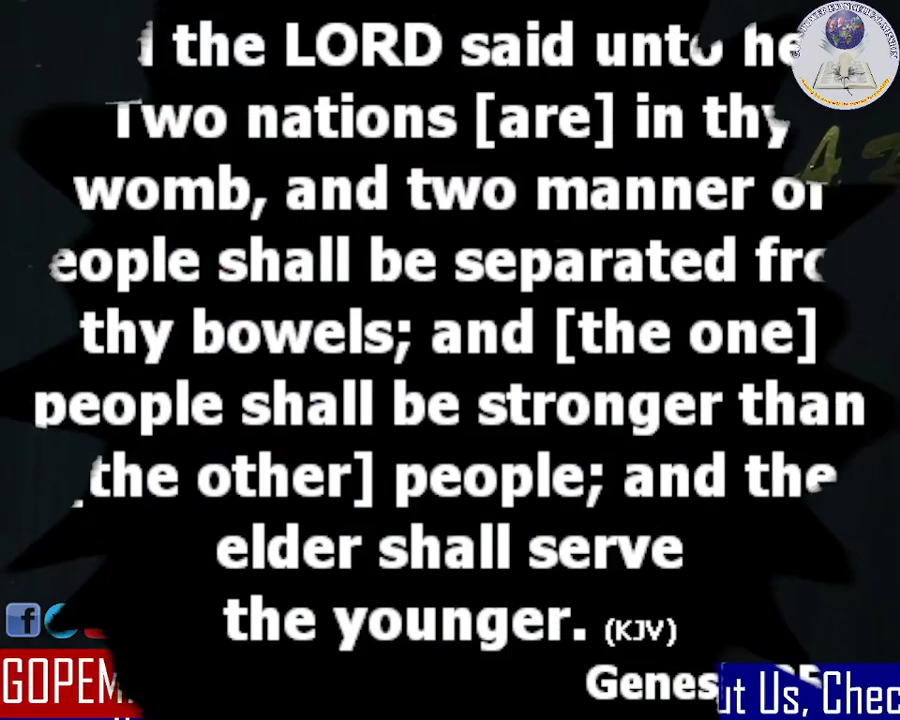 the LORD said unto he
Two nations [are] in thy
womb, and two manner of
eople shall be separated fro
thy bowels; and [the one]
people shall be stronger than
the other] people; and the
elder shall serve
the younger. (KJV)
Genes
GOPEM
ut Us, Chec